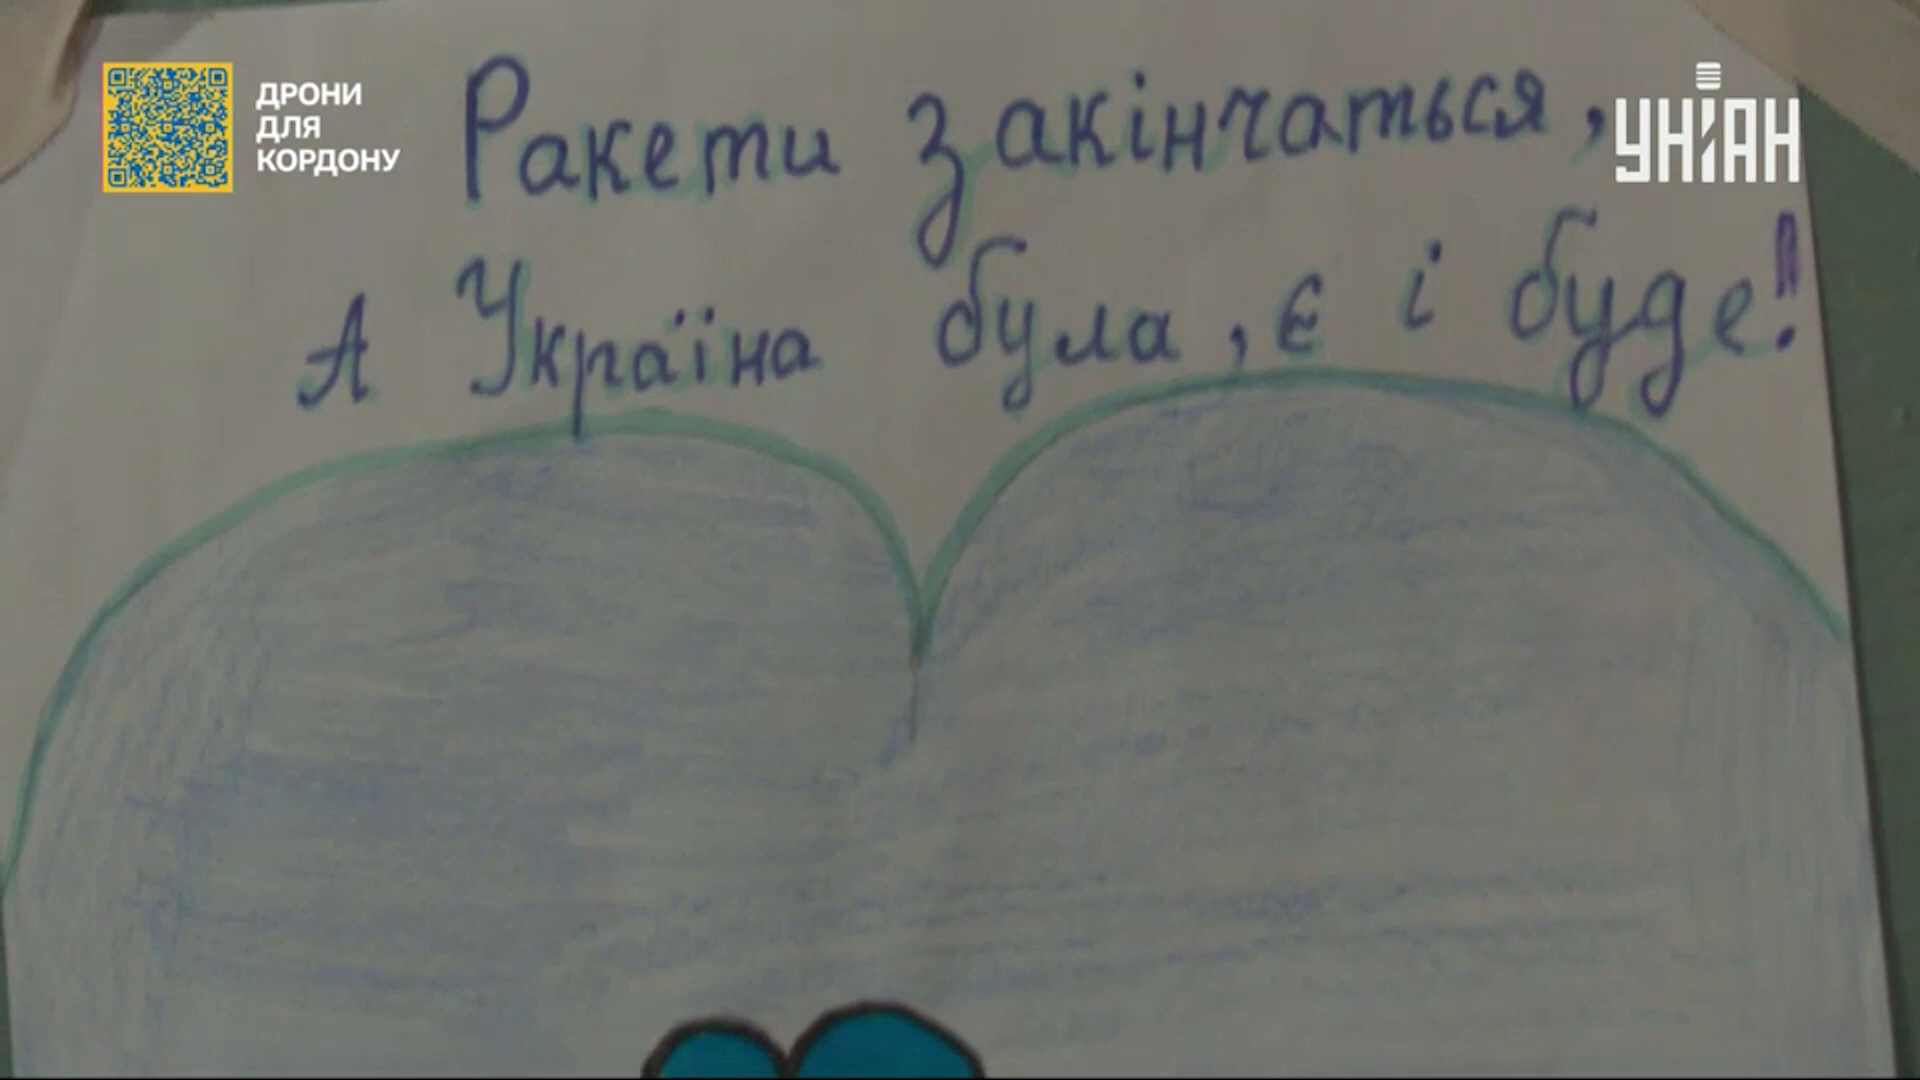 ДРОНИ
ДЛЯ
КОРДОНУ
УНІАН
Ракети закінчаться,
А Україна була, є і буде!